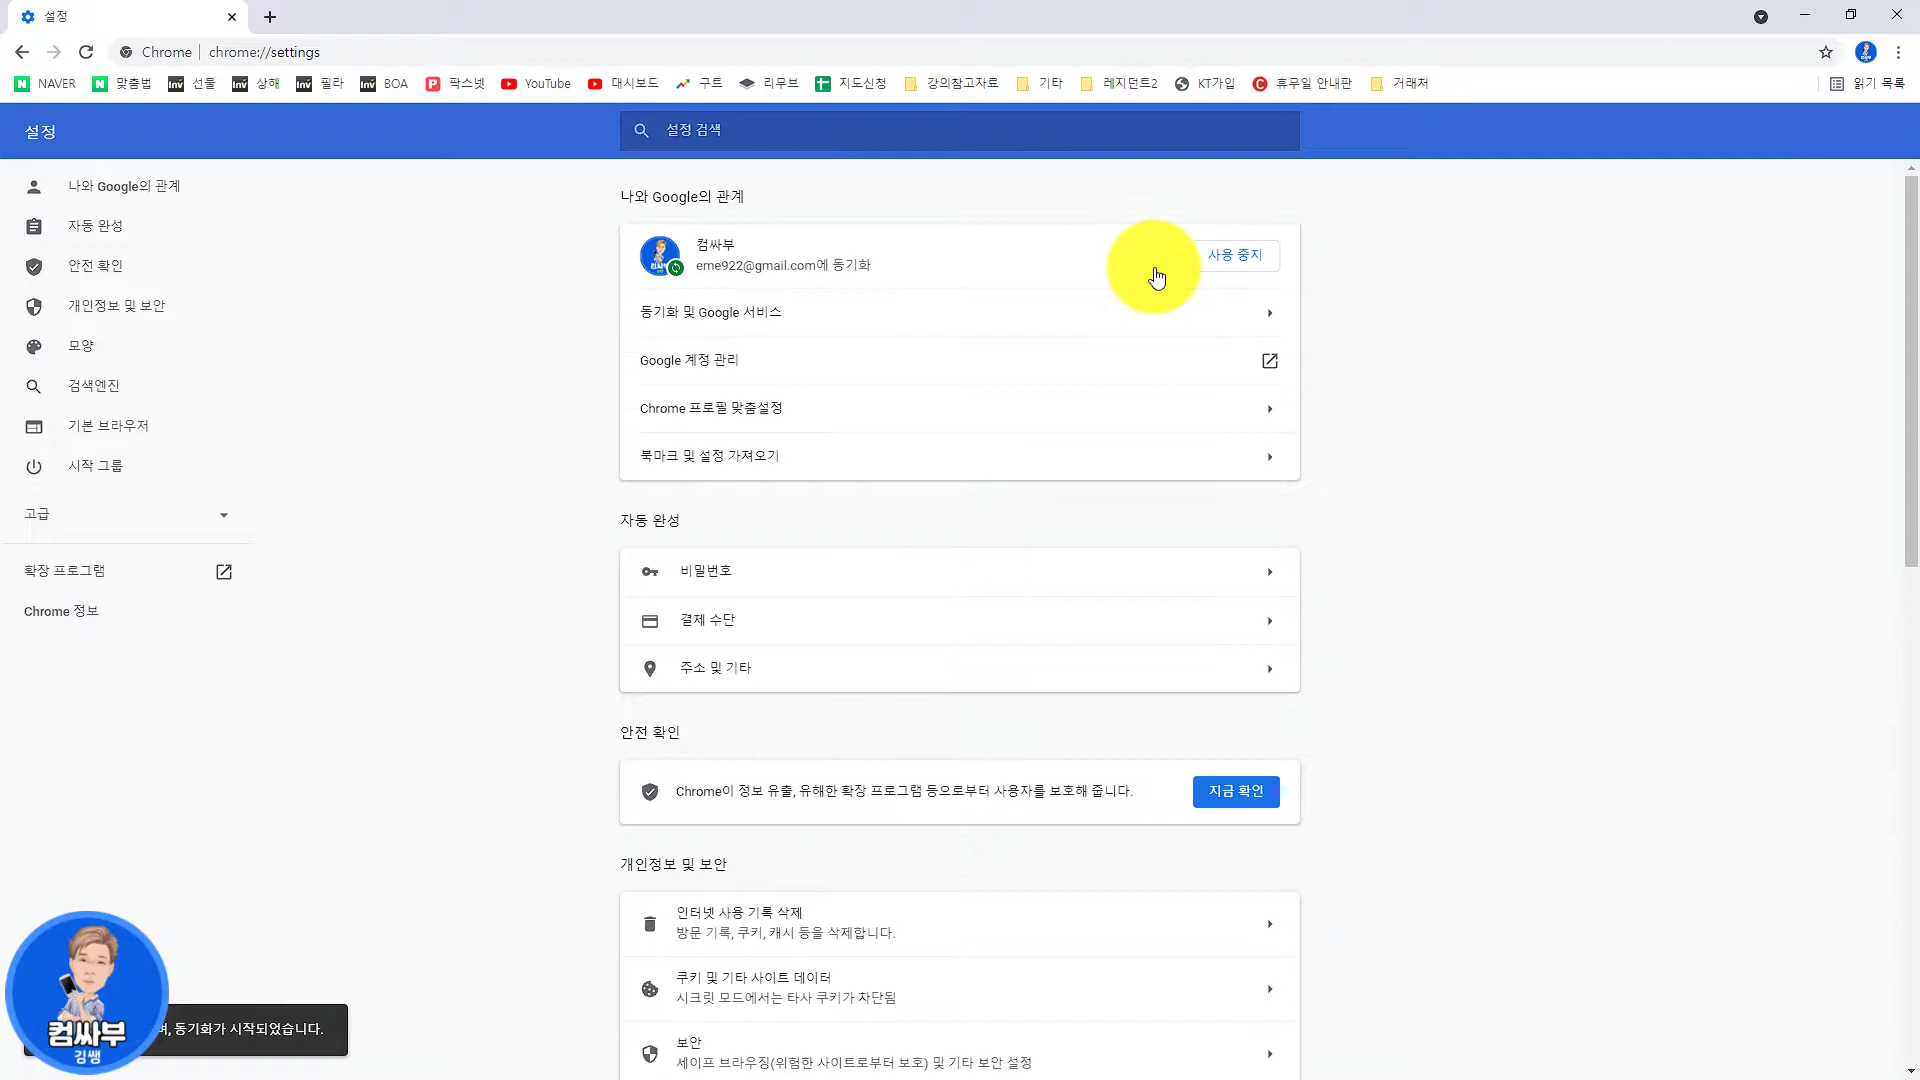 설정
Chrome
chrome://settings
NAVER
맞춤법
선물
상해
필라
BOA
팍스넷
YouTube
대시보드
구트
리무브
지도신청
강의참고자료
기타
레지던트2
KT가입
휴무일 안내판
거래처
읽기 목록
설정
설정 검색
나와 Google의 관계
자동 완성
안전 확인
개인정보 및 보안
모양
검색엔진
기본 브라우저
시작 그룹
고급
확장 프로그램
Chrome 정보
나와 Google의 관계
컴싸부
eme922@gmail.com에 동기화
사용 중지
동기화 및 Google 서비스
Google 계정 관리
Chrome 프로필 맞춤설정
북마크 및 설정 가져오기
자동 완성
비밀번호
결제 수단
주소 및 기타
안전 확인
Chrome이 정보 유출, 유해한 확장 프로그램 등으로부터 사용자를 보호해 줍니다.
지금 확인
개인정보 및 보안
인터넷 사용 기록 삭제
방문 기록, 쿠키, 캐시 등을 삭제합니다.
쿠키 및 기타 사이트 데이터
시크릿 모드에서는 타사 쿠키가 차단됨
보안
세이프 브라우징(위험한 사이트로부터 보호) 및 기타 보안 설정
동기화가 시작되었습니다.
컴싸부
김쌤